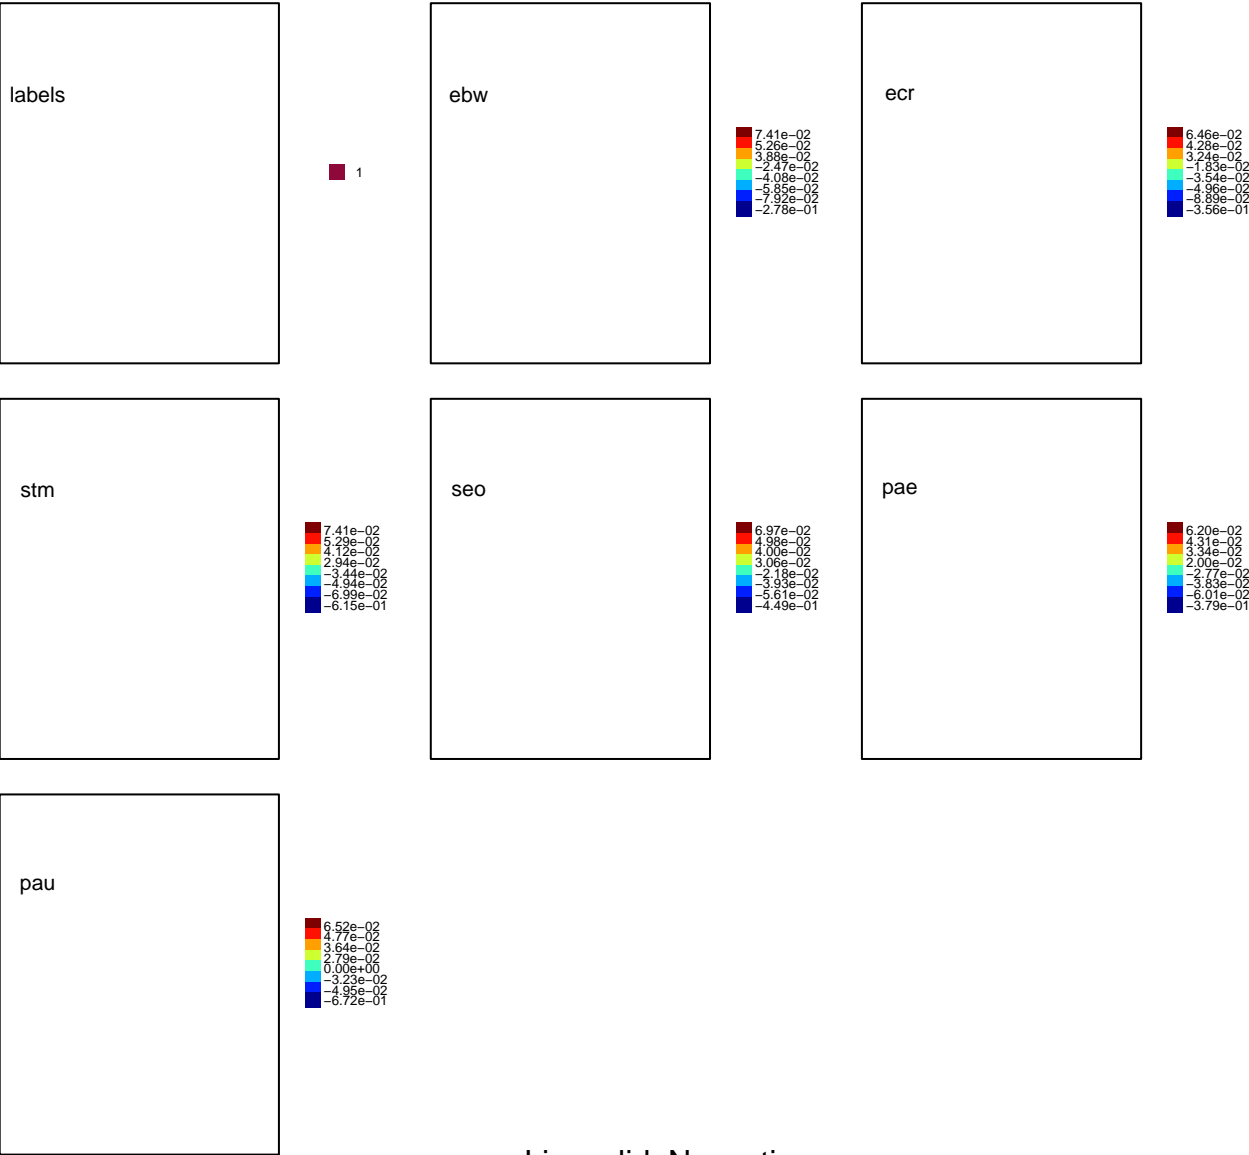 labels
1
ebw
7.41e−02
5.26e−02
3.88e−02
−2.47e−02
−4.08e−02
−5.85e−02
−7.92e−02
−2.78e−01
ecr
6.46e−02
4.28e−02
3.24e−02
−1.83e−02
−3.54e−02
−4.96e−02
−8.89e−02
−3.56e−01
stm
7.41e−02
5.29e−02
4.12e−02
2.94e−02
−3.44e−02
−4.94e−02
−6.99e−02
−6.15e−01
seo
6.97e−02
4.98e−02
4.00e−02
3.06e−02
−2.18e−02
−3.93e−02
−5.61e−02
−4.49e−01
pae
6.20e−02
4.31e−02
3.34e−02
2.00e−02
−2.77e−02
−3.83e−02
−6.01e−02
−3.79e−01
pau
6.52e−02
4.77e−02
3.64e−02
2.79e−02
0.00e+00
−3.23e−02
−4.95e−02
−6.72e−01